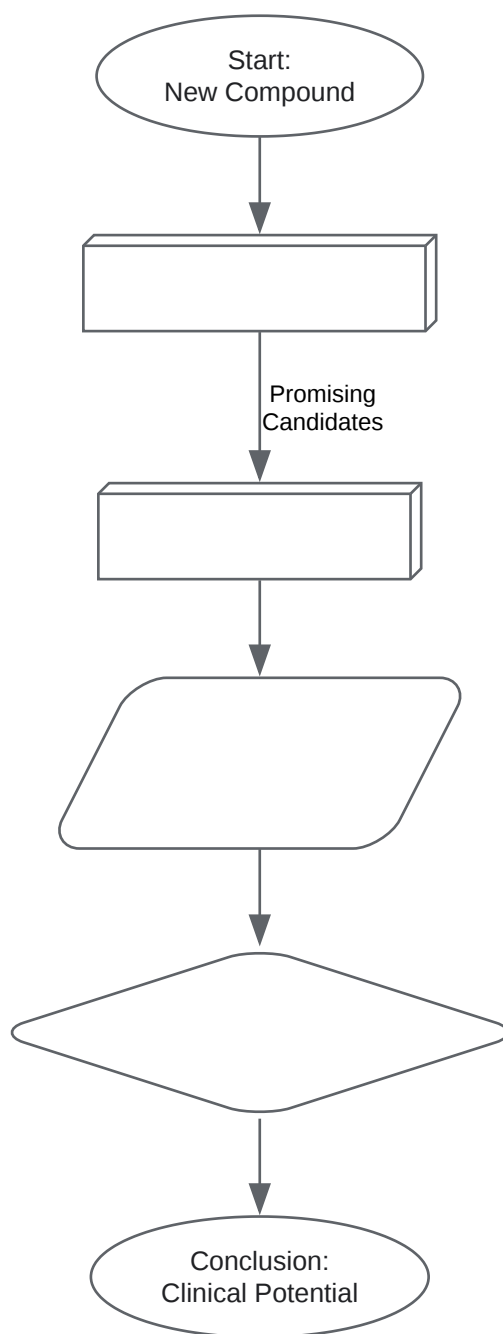 Start:
New Compound
Promising
Candidates
Conclusion:
Clinical Potential